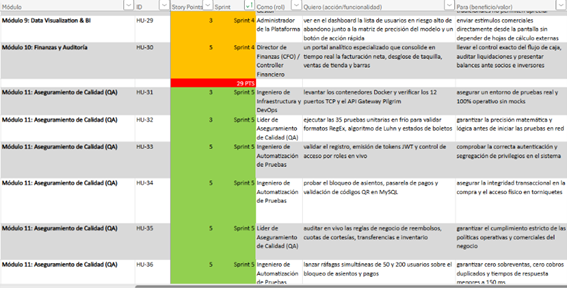 Módulo ID Story Points Sprint Como (rol) Quiero (acción/funcionalidad) Para (beneficio/valor)
Módulo 9: Data Visualization & BI HU-29 3 Sprint 4 Administrador de la Plataforma ver en el dashboard la lista de usuarios en riesgo alto de abandono junto a la matriz de precisión del modelo y un botón de acción rápida enviar estímulos comerciales directamente desde la pantalla sin depender de hojas de cálculo externas
Módulo 10: Finanzas y Auditoría HU-30 5 Sprint 4 Director de Finanzas (CFO) / Controller Financiero un portal analítico especializado que consolide en tiempo real la facturación neta, desglose de taquilla, ventas de tienda y barras llevar el control exacto del flujo de caja, auditar liquidaciones y presentar balances ante socios e inversores
29 PTS
Módulo 11: Aseguramiento de Calidad (QA) HU-31 3 Sprint 5 Ingeniero de Infraestructura y DevOps levantar los contenedores Docker y verificar los 12 puertos TCP y el API Gateway Pilgrim asegurar un entorno de pruebas real y 100% operativo sin mocks
Módulo 11: Aseguramiento de Calidad (QA) HU-32 3 Sprint 5 Líder de Aseguramiento de Calidad (QA) ejecutar las 35 pruebas unitarias en frío para validar formatos RegEx, algoritmo de Luhn y estados de boletos garantizar la precisión matemática y lógica antes de iniciar las pruebas en red
Módulo 11: Aseguramiento de Calidad (QA) HU-33 5 Sprint 5 Ingeniero de Automatización de Pruebas validar el registro, emisión de tokens JWT y control de acceso por roles en vivo comprobar la correcta autenticación y segregación de privilegios en el sistema
Módulo 11: Aseguramiento de Calidad (QA) HU-34 5 Sprint 5 Ingeniero de Automatización de Pruebas probar el bloqueo de asientos, pasarela de pagos y validación de códigos QR en MySQL asegurar la integridad transaccional en la compra y el acceso físico en torniquetes
Módulo 11: Aseguramiento de Calidad (QA) HU-35 5 Sprint 5 Líder de Aseguramiento de Calidad (QA) auditar en vivo las reglas de negocio de reembolsos, cuotas de cortesías, transferencias e inventario garantizar el cumplimiento estricto de las políticas operativas y comerciales del negocio
Módulo 11: Aseguramiento de Calidad (QA) HU-36 5 Sprint 5 Ingeniero de Automatización de Pruebas lanzar ráfagas simultáneas de 50 y 200 usuarios sobre el bloqueo de asientos y pagos garantizar cero sobreventas, cero cobros duplicados y tiempos de respuesta menores a 150 ms